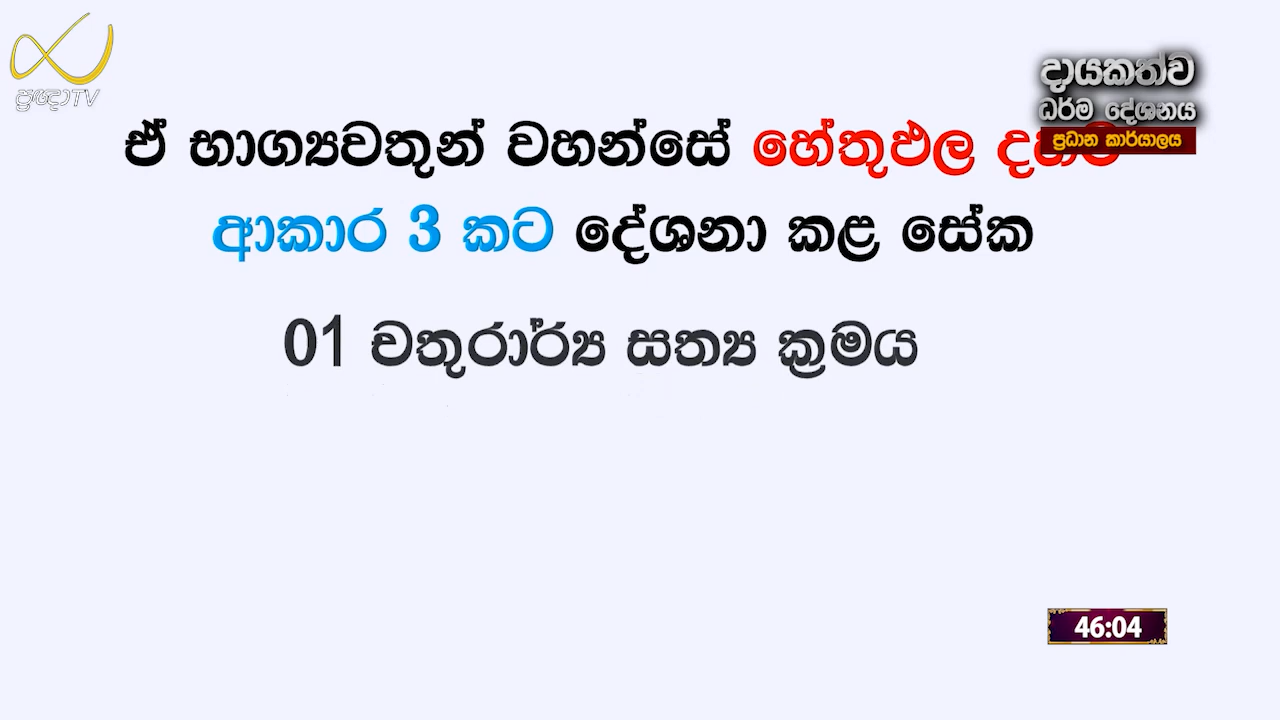 ප්‍රඥාTV
දායකත්ව
ධර්ම දේශනය
ප්‍රධාන කාර්යාලය
ඒ භාග්‍යවතුන් වහන්සේ හේතුඵල
ආකාර 3 කට දේශනා කළ සේක
01 චතුරාර්ය සත්‍ය ක්‍රමය
46:04